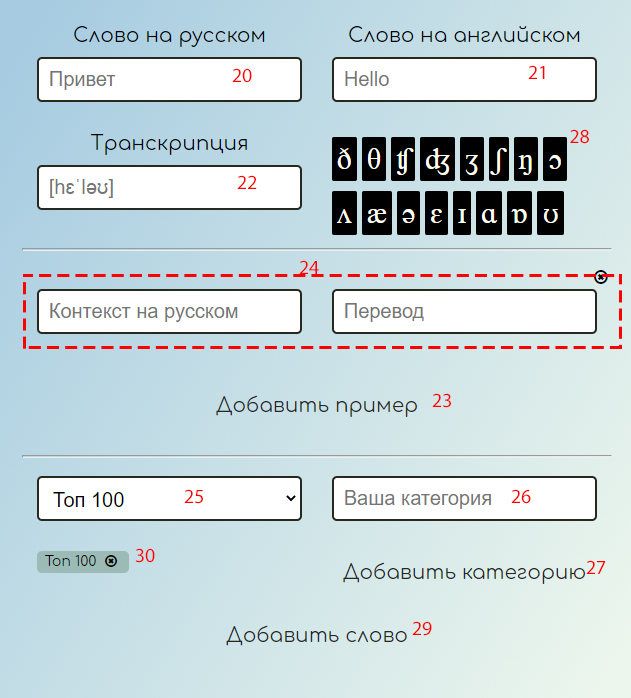 Слово на русском Слово на английском
Привет 20 Hello 21
Транскрипция 28
[hɛˈləʊ] 22 ð θ ʧ ʤ ʒ ʃ ŋ ɔ
ʌ æ ə ɛ ɪ ɑ ɒ ʊ
24
Контекст на русском Перевод
Добавить пример 23
Топ 100 25 Ваша категория 26
Топ 100 30
Добавить категорию 27
Добавить слово 29